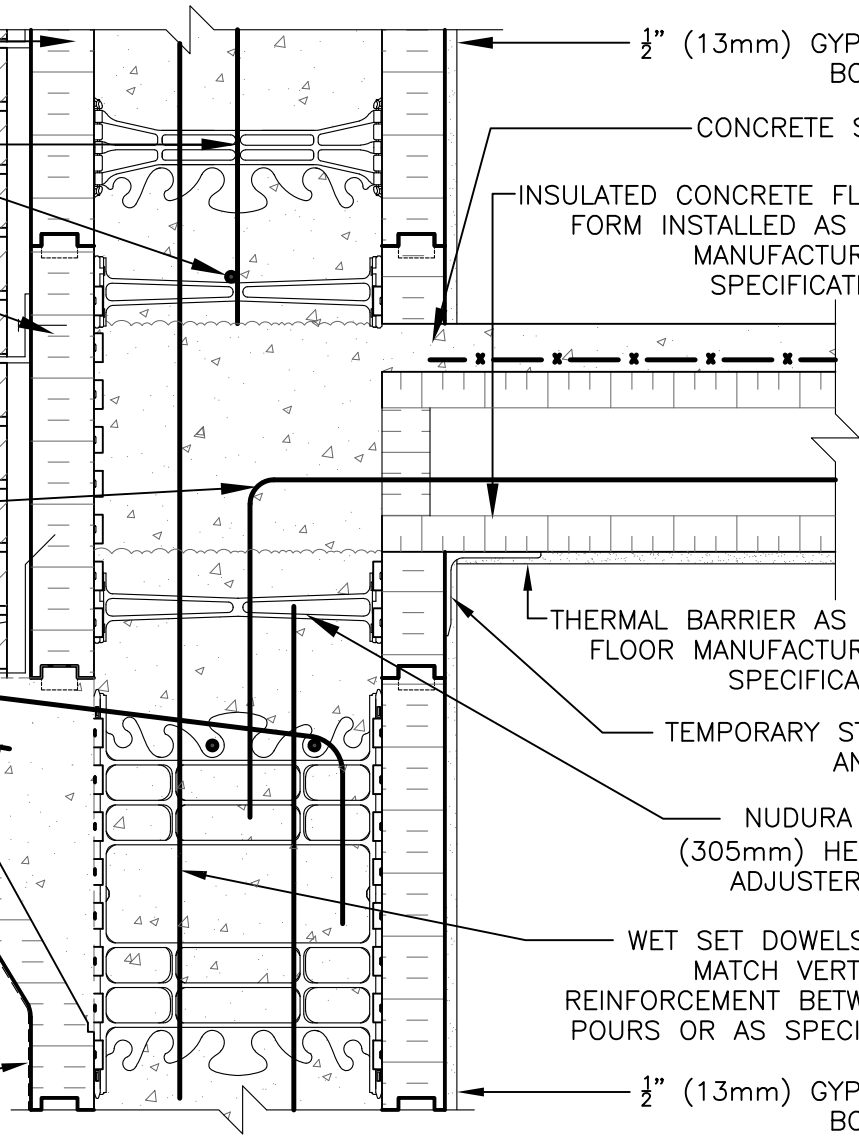 ½" (13mm) GYP
BO
CONCRETE S
INSULATED CONCRETE FL
FORM INSTALLED AS
MANUFACTUR
SPECIFICATI
THERMAL BARRIER AS
FLOOR MANUFACTUR
SPECIFICA
TEMPORARY ST
AN
NUDURA
(305mm) HE
ADJUSTER
WET SET DOWELS
MATCH VERT
REINFORCEMENT BETW
POURS OR AS SPECI
½" (13mm) GYP
BO